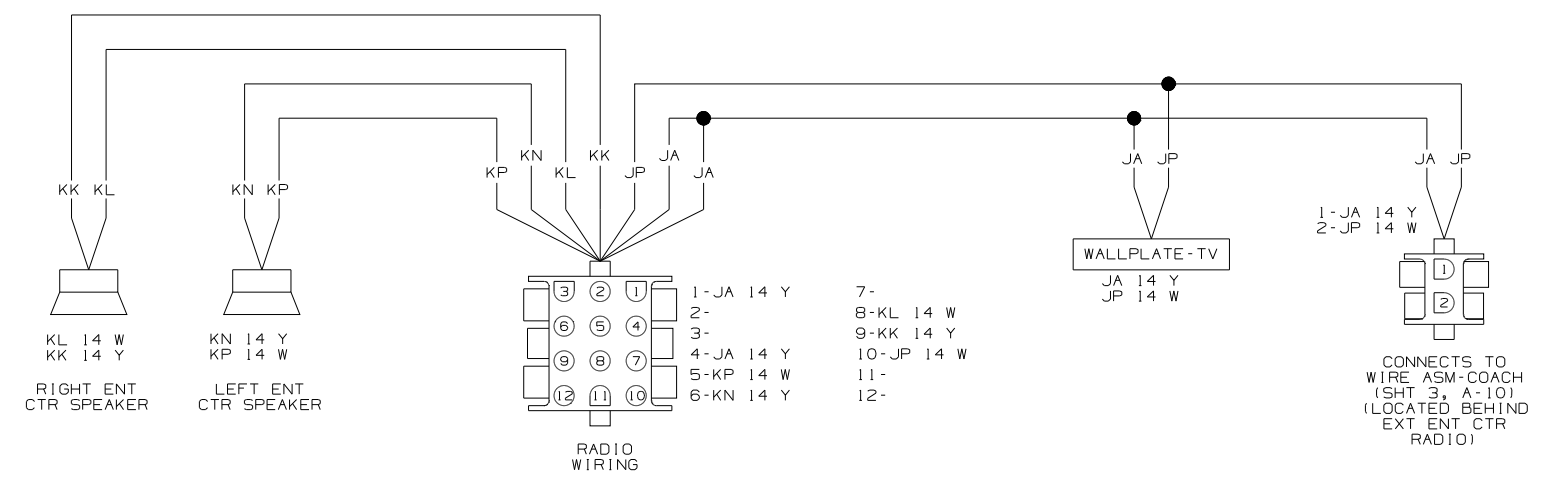 KK KL
KN KP
KP KN KL KK JP JA JA
JA JP
JA JP
KL 14 W
KK 14 Y
RIGHT ENT
CTR SPEAKER
KN 14 Y
KP 14 W
LEFT ENT
CTR SPEAKER
3 2 1
6 5 4
9 8 7
12 11 10
1-JA 14 Y
2-
3-
4-JA 14 Y
5-KP 14 W
6-KN 14 Y
7-
8-KL 14 W
9-KK 14 Y
10-JP 14 W
11-
12-
RADIO
WIRING
WALLPLATE-TV
JA 14 Y
JP 14 W
1-JA 14 Y
2-JP 14 W
1
2
CONNECTS TO
WIRE ASM-COACH
(SHT 3, A-10)
(LOCATED BEHIND
EXT ENT CTR
RADIO)